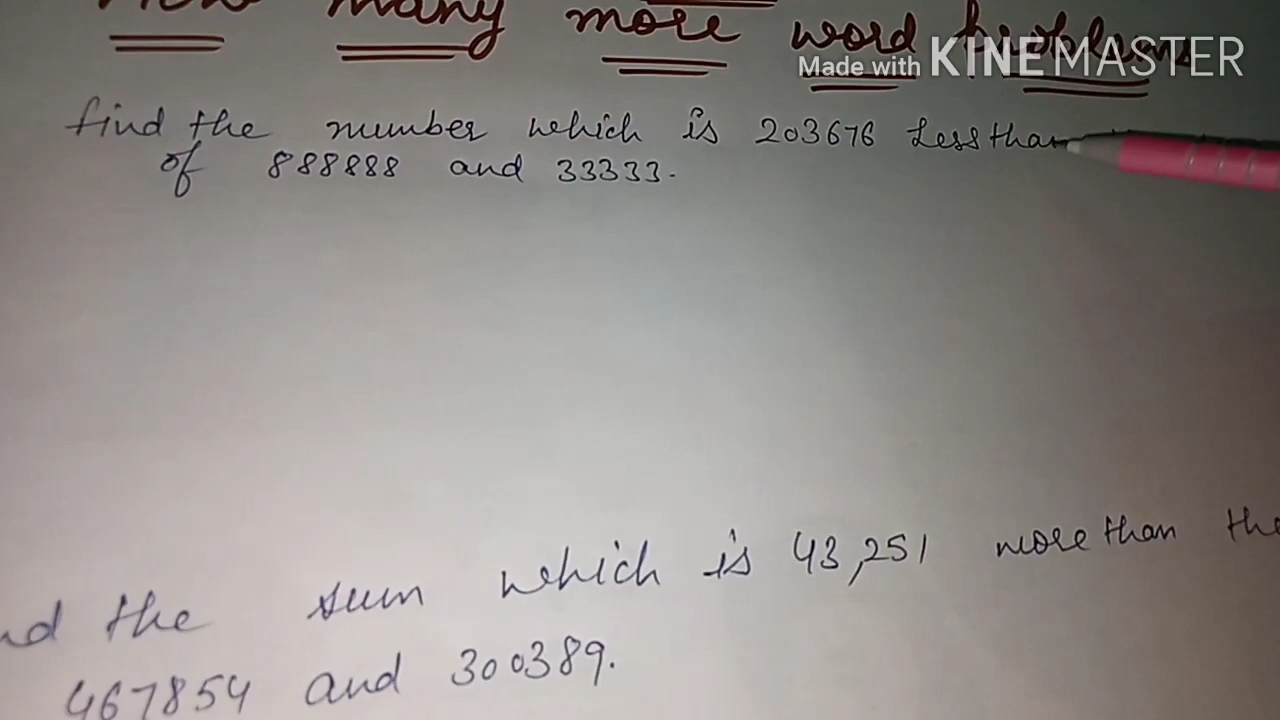 many more word problems
Made with KINEMASTER
find the number which is 203676 Less than
of 888888 and 33333.
the sum which is 43,251 more than the
467854 and 300389.